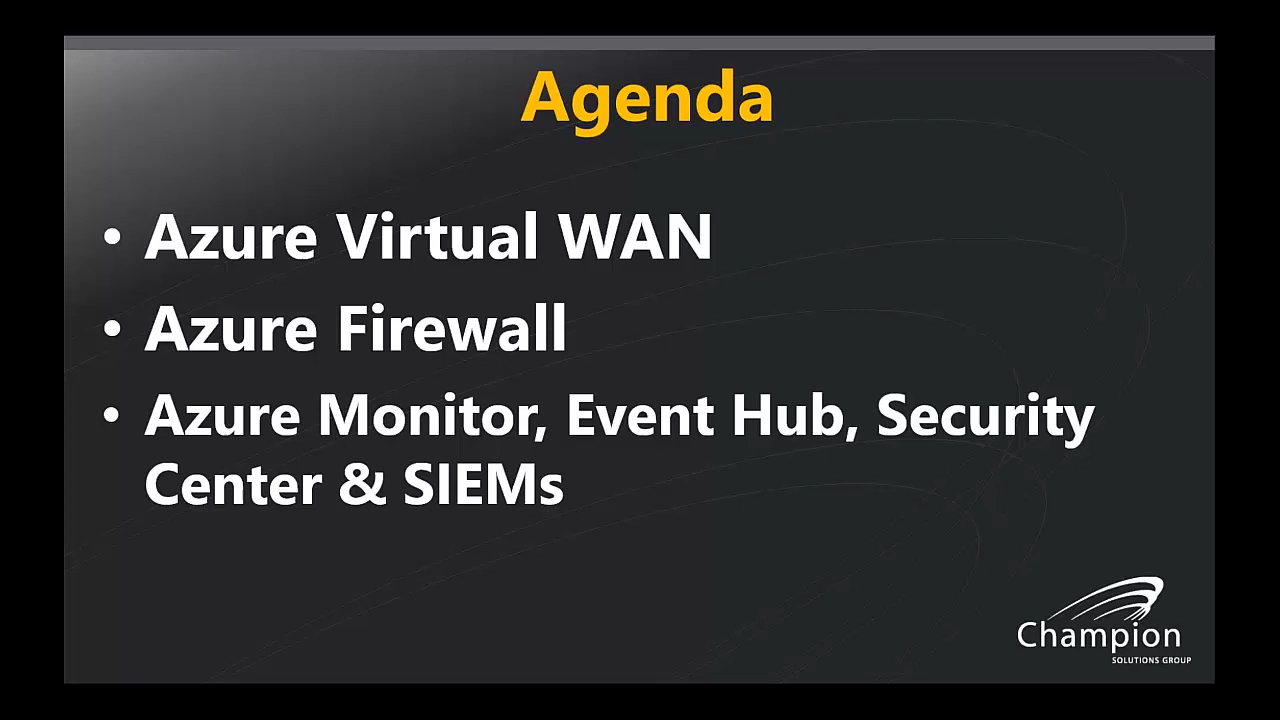 Agenda
• Azure Virtual WAN
• Azure Firewall
• Azure Monitor, Event Hub, Security
Center & SIEMs
Champion
SOLUTIONS GROUP